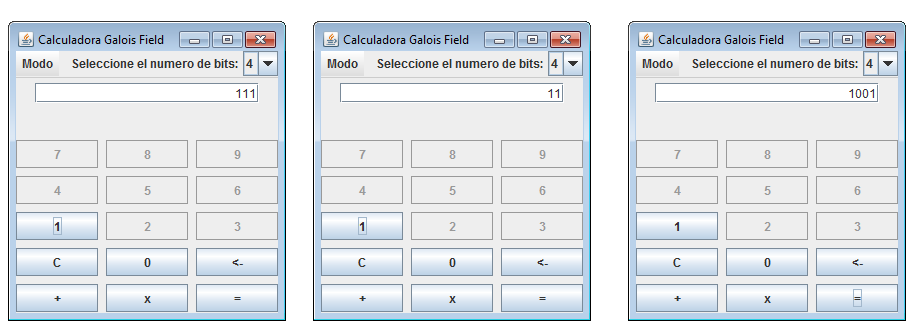 Calculadora Galois Field
Modo Seleccione el numero de bits: 4
111
7 8 9
4 5 6
1 2 3
C 0 <-
+ x =
Calculadora Galois Field
Modo Seleccione el numero de bits: 4
11
7 8 9
4 5 6
1 2 3
C 0 <-
+ x =
Calculadora Galois Field
Modo Seleccione el numero de bits: 4
1001
7 8 9
4 5 6
1 2 3
C 0 <-
+ x =